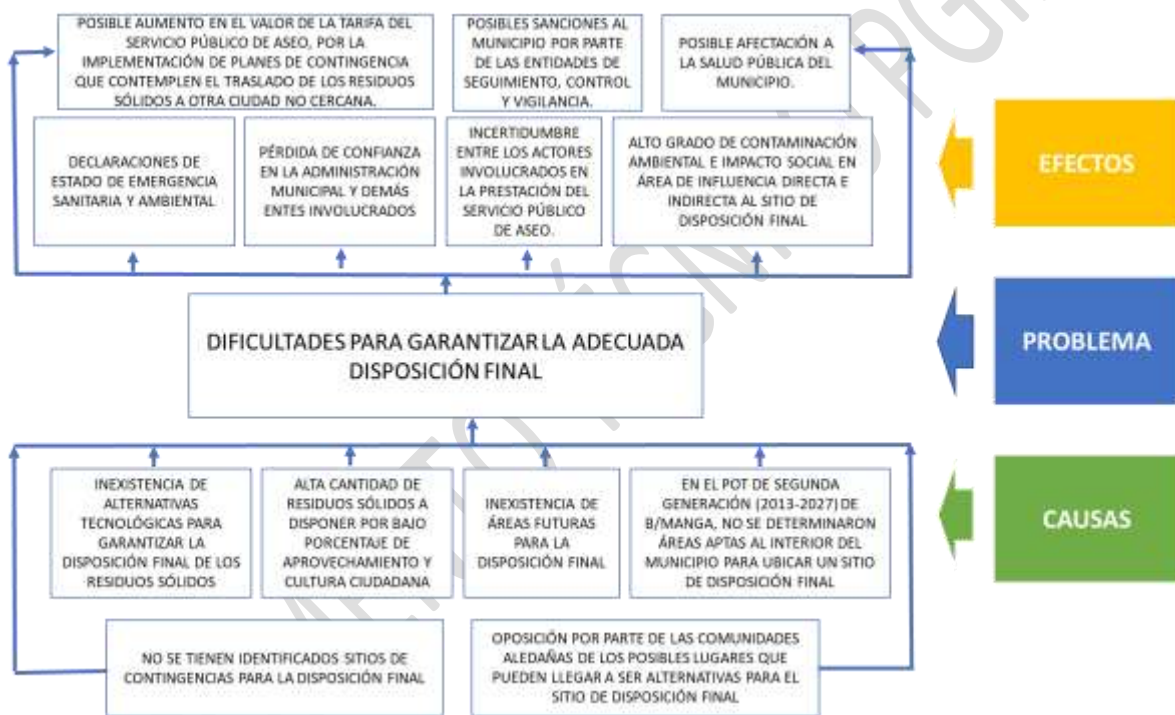 POSIBLE AUMENTO EN EL VALOR DE LA TARIFA DEL
SERVICIO PÚBLICO DE ASEO, POR LA
IMPLEMENTACIÓN DE PLANES DE CONTINGENCIA
QUE CONTEMPLEN EL TRASLADO DE LOS RESIDUOS
SÓLIDOS A OTRA CIUDAD NO CERCANA.
POSIBLES SANCIONES AL
MUNICIPIO POR PARTE
DE LAS ENTIDADES DE
SEGUIMIENTO, CONTROL
Y VIGILANCIA.
POSIBLE AFECTACIÓN A
LA SALUD PÚBLICA DEL
MUNICIPIO.
DECLARACIONES DE
ESTADO DE EMERGENCIA
SANITARIA Y AMBIENTAL
PÉRDIDA DE CONFIANZA
EN LA ADMINISTRACIÓN
MUNICIPAL Y DEMÁS
ENTES INVOLUCRADOS
INCERTIDUMBRE
ENTRE LOS ACTORES
INVOLUCRADOS EN LA
PRESTACIÓN DEL
SERVICIO PÚBLICO
DE ASEO.
ALTO GRADO DE CONTAMINACIÓN
AMBIENTAL E IMPACTO SOCIAL EN
ÁREA DE INFLUENCIA DIRECTA E
INDIRECTA AL SITIO DE
DISPOSICIÓN FINAL
EFECTOS
DIFICULTADES PARA GARANTIZAR LA ADECUADA
DISPOSICIÓN FINAL
PROBLEMA
INEXISTENCIA DE
ALTERNATIVAS
TECNOLÓGICAS PARA
GARANTIZAR LA
DISPOSICIÓN FINAL DE LOS
RESIDUOS SÓLIDOS
ALTA CANTIDAD DE
RESIDUOS SÓLIDOS A
DISPONER POR BAJO
PORCENTAJE DE
APROVECHAMIENTO Y
CULTURA CIUDADANA
INEXISTENCIA DE
ÁREAS FUTURAS
PARA LA
DISPOSICIÓN FINAL
EN EL POT DE SEGUNDA
GENERACIÓN (2013-2027) DE
B/MANGA, NO SE DETERMINARON
ÁREAS APTAS AL INTERIOR DEL
MUNICIPIO PARA UBICAR UN SITIO
DE DISPOSICIÓN FINAL
CAUSAS
NO SE TIENEN IDENTIFICADOS SITIOS DE
CONTINGENCIAS PARA LA DISPOSICIÓN FINAL
OPOSICIÓN POR PARTE DE LAS COMUNIDADES
ALEDAÑAS DE LOS POSIBLES LUGARES QUE
PUEDEN LLEGAR A SER ALTERNATIVAS PARA EL
SITIO DE DISPOSICIÓN FINAL